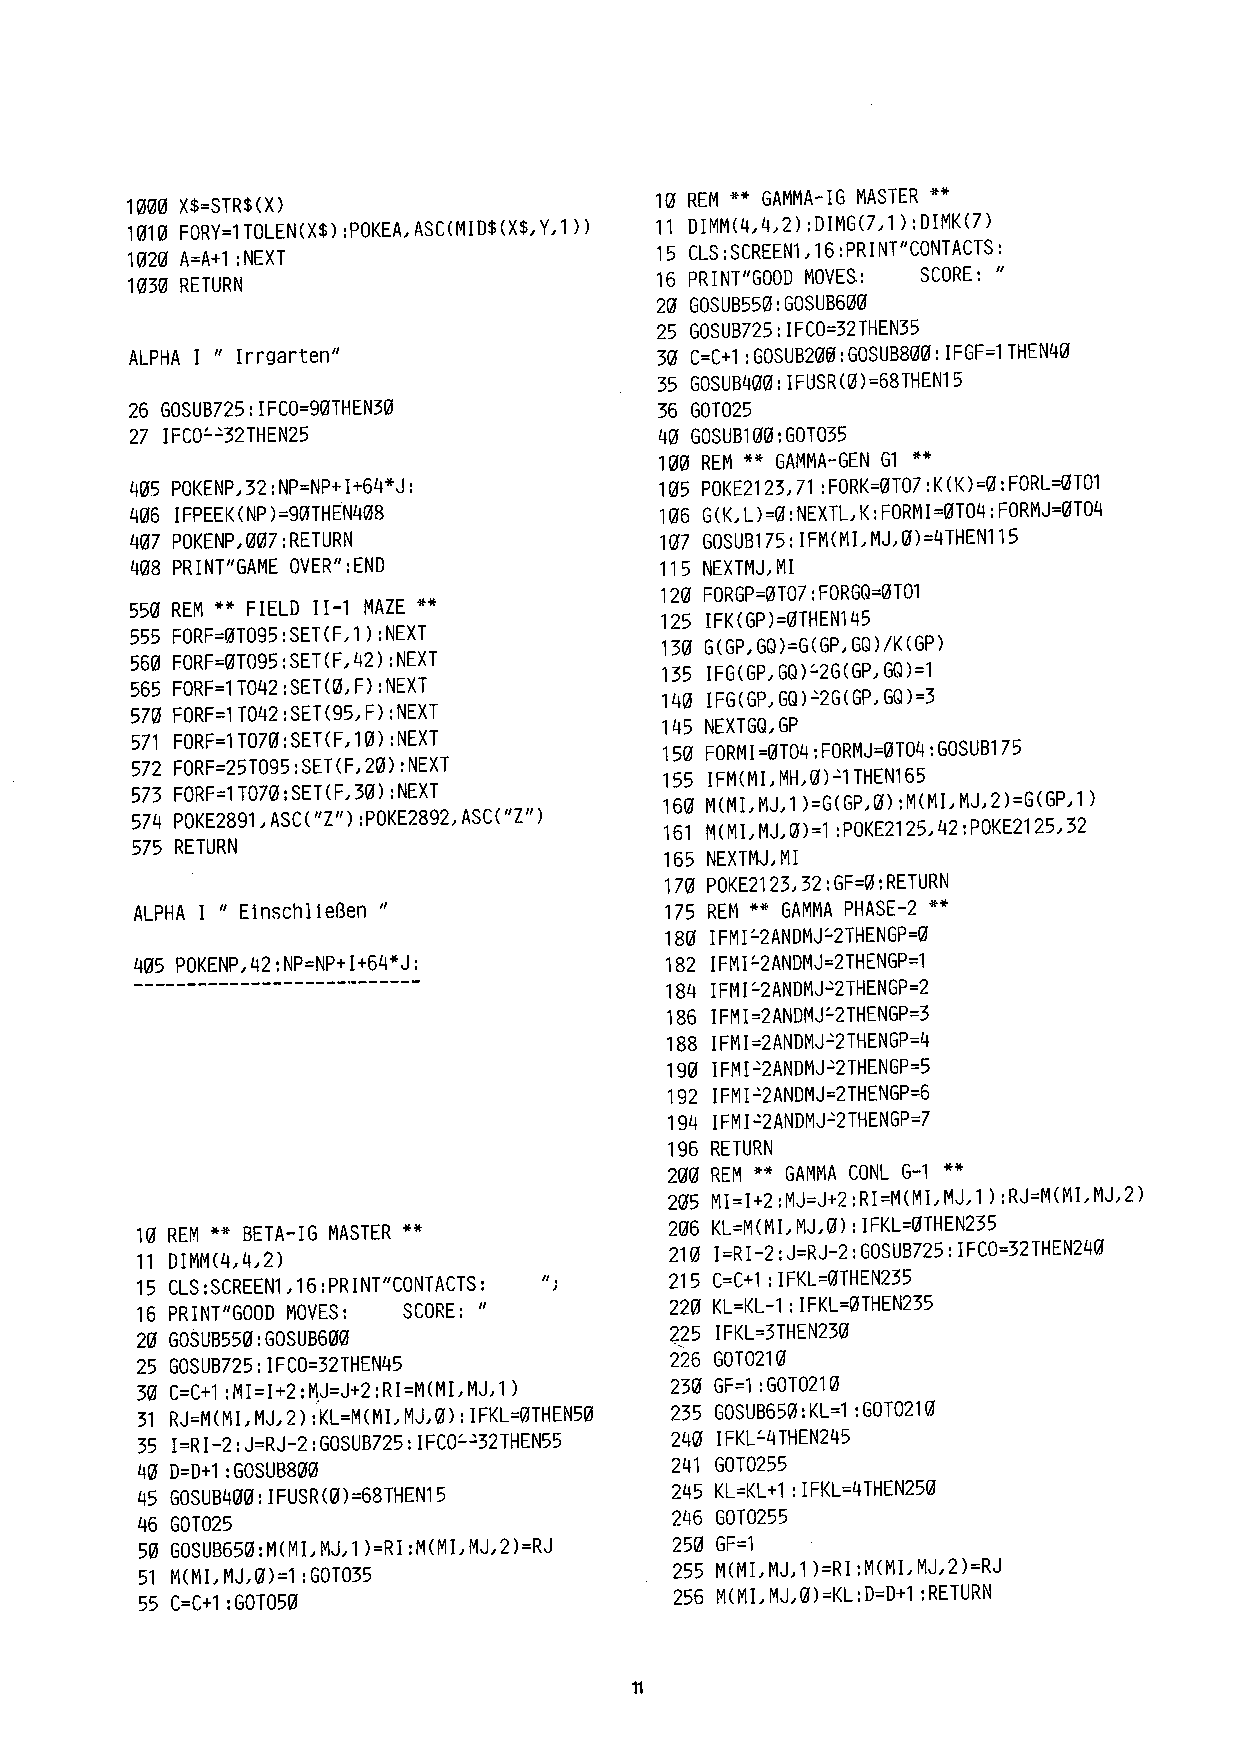 1000 X$=STR$(X)
1010 FORY=1TOLEN(X$):POKEA,ASC(MID$(X$,Y,1))
1020 A=A+1:NEXT
1030 RETURN
ALPHA I " Irrgarten"
26 GOSUB725:IFCO=90THEN30
27 IFCO<>32THEN25
405 POKENP,32:NP=NP+I+64*J:
406 IFPEEK(NP)=90THEN408
407 POKENP,007:RETURN
408 PRINT"GAME OVER":END
550 REM ** FIELD II-1 MAZE **
555 FORF=0TO95:SET(F,1):NEXT
560 FORF=0TO95:SET(F,42):NEXT
565 FORF=1TO42:SET(0,F):NEXT
570 FORF=1TO42:SET(95,F):NEXT
571 FORF=1TO70:SET(F,10):NEXT
572 FORF=25TO95:SET(F,20):NEXT
573 FORF=1TO70:SET(F,30):NEXT
574 POKE2891,ASC("Z"):POKE2892,ASC("Z")
575 RETURN
ALPHA I " Einschließen "
405 POKENP,42:NP=NP+I+64*J:
---------------------------
10 REM ** BETA-IG MASTER **
11 DIMM(4,4,2)
15 CLS:SCREEN1,16:PRINT"CONTACTS:     ";
16 PRINT"GOOD MOVES:     SCORE: "
20 GOSUB550:GOSUB600
25 GOSUB725:IFCO=32THEN45
30 C=C+1:MI=I+2:MJ=J+2:RI=M(MI,MJ,1)
31 RJ=M(MI,MJ,2):KL=M(MI,MJ,0):IFKL=0THEN50
35 I=RI-2:J=RJ-2:GOSUB725:IFCO<>32THEN55
40 D=D+1:GOSUB800
45 GOSUB400:IFUSR(0)=68THEN15
46 GOTO25
50 GOSUB650:M(MI,MJ,1)=RI:M(MI,MJ,2)=RJ
51 M(MI,MJ,0)=1:GOTO35
55 C=C+1:GOTO50
10 REM ** GAMMA-IG MASTER **
11 DIMM(4,4,2):DIMG(7,1):DIMK(7)
15 CLS:SCREEN1,16:PRINT"CONTACTS:
16 PRINT"GOOD MOVES:     SCORE: "
20 GOSUB550:GOSUB600
25 GOSUB725:IFCO=32THEN35
30 C=C+1:GOSUB200:GOSUB800:IFGF=1THEN40
35 GOSUB400:IFUSR(0)=68THEN15
36 GOTO25
40 GOSUB100:GOTO35
100 REM ** GAMMA-GEN G1 **
105 POKE2123,71:FORK=0TO7:K(K)=0:FORL=0TO1
106 G(K,L)=0:NEXTL,K:FORMI=0TO4:FORMJ=0TO4
107 GOSUB175:IFM(MI,MJ,0)=4THEN115
115 NEXTMJ,MI
120 FORGP=0TO7:FORGQ=0TO1
125 IFK(GP)=0THEN145
130 G(GP,GQ)=G(GP,GQ)/K(GP)
135 IFG(GP,GQ)<2G(GP,GQ)=1
140 IFG(GP,GQ)>2G(GP,GQ)=3
145 NEXTGQ,GP
150 FORMI=0TO4:FORMJ=0TO4:GOSUB175
155 IFM(MI,MH,0)>1THEN165
160 M(MI,MJ,1)=G(GP,0):M(MI,MJ,2)=G(GP,1)
161 M(MI,MJ,0)=1:POKE2125,42:POKE2125,32
165 NEXTMJ,MI
170 POKE2123,32:GF=0:RETURN
175 REM ** GAMMA PHASE-2 **
180 IFMI<2ANDMJ<2THENGP=0
182 IFMI<2ANDMJ=2THENGP=1
184 IFMI<2ANDMJ>2THENGP=2
186 IFMI=2ANDMJ<2THENGP=3
188 IFMI=2ANDMJ>2THENGP=4
190 IFMI>2ANDMJ<2THENGP=5
192 IFMI>2ANDMJ=2THENGP=6
194 IFMI>2ANDMJ>2THENGP=7
196 RETURN
200 REM ** GAMMA CONL G-1 **
205 MI=I+2:MJ=J+2:RI=M(MI,MJ,1):RJ=M(MI,MJ,2)
206 KL=M(MI,MJ,0):IFKL=0THEN235
210 I=RI-2:J=RJ-2:GOSUB725:IFCO=32THEN240
215 C=C+1:IFKL=0THEN235
220 KL=KL-1:IFKL=0THEN235
225 IFKL=3THEN230
226 GOTO210
230 GF=1:GOTO210
235 GOSUB650:KL=1:GOTO210
240 IFKL<4THEN245
241 GOTO255
245 KL=KL+1:IFKL=4THEN250
246 GOTO255
250 GF=1
255 M(MI,MJ,1)=RI:M(MI,MJ,2)=RJ
256 M(MI,MJ,0)=KL:D=D+1:RETURN
11